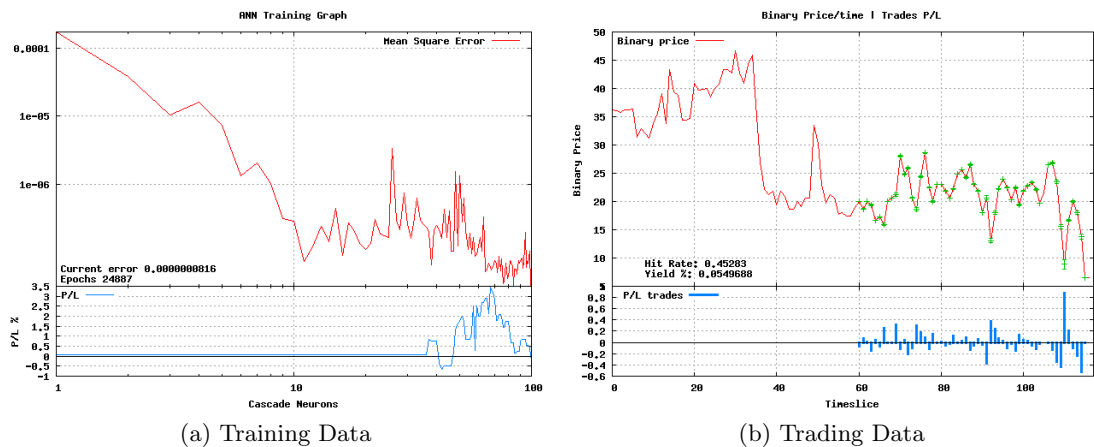 ANN Training Graph
Mean Square Error
0.0001
1e-05
1e-06
Current error 0.0000000816
Epochs 24887
P/L
3.5
3
2.5
2
1.5
1
0.5
0
-0.5
-1
P/L %
1
10
100
Cascade Neurons
(a) Training Data
Binary Price/time | Trades P/L
Binary price
50
45
40
35
30
25
20
15
10
5
Binary Price
Hit Rate: 0.45283
Yield %: 0.0549688
P/L trades
0.8
0.6
0.4
0.2
0
-0.2
-0.4
-0.6
0
20
40
60
80
100
Timeslice
(b) Trading Data